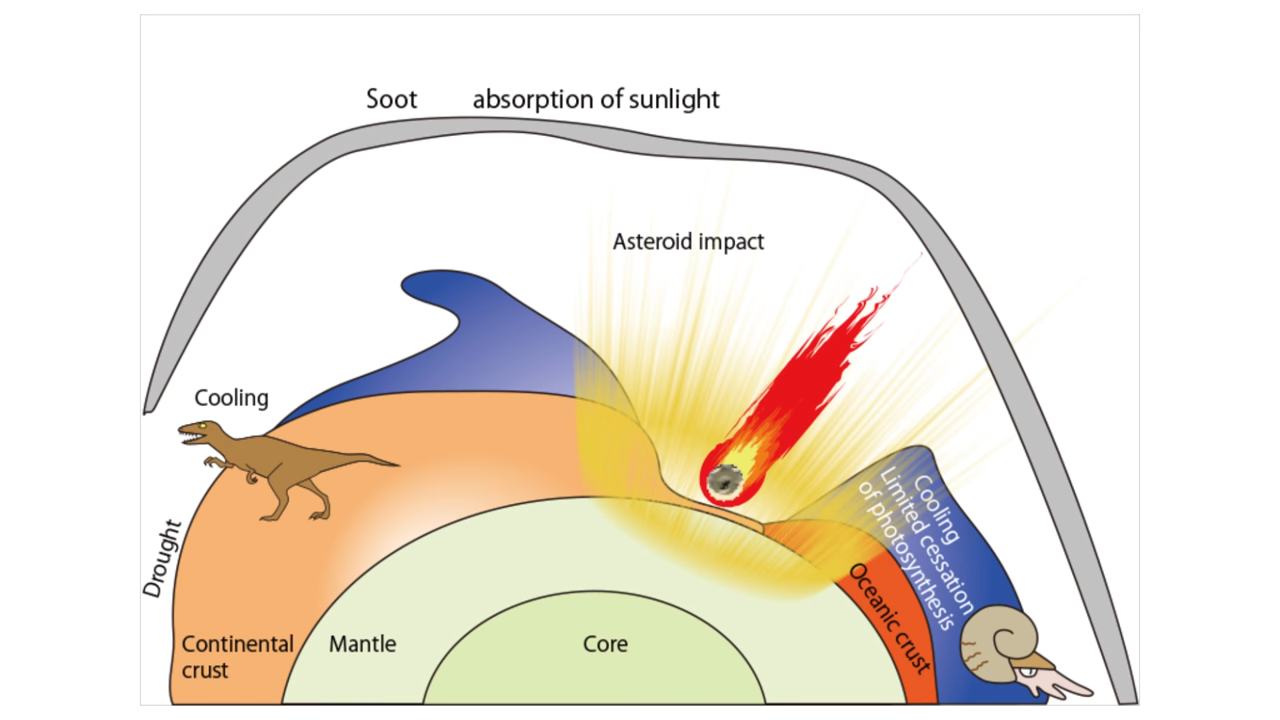 Soot absorption of sunlight
Asteroid impact
Cooling
Drought
Continental
crust
Mantle
Core
Oceanic crust
Cooling
Limited cessation
of photosynthesis